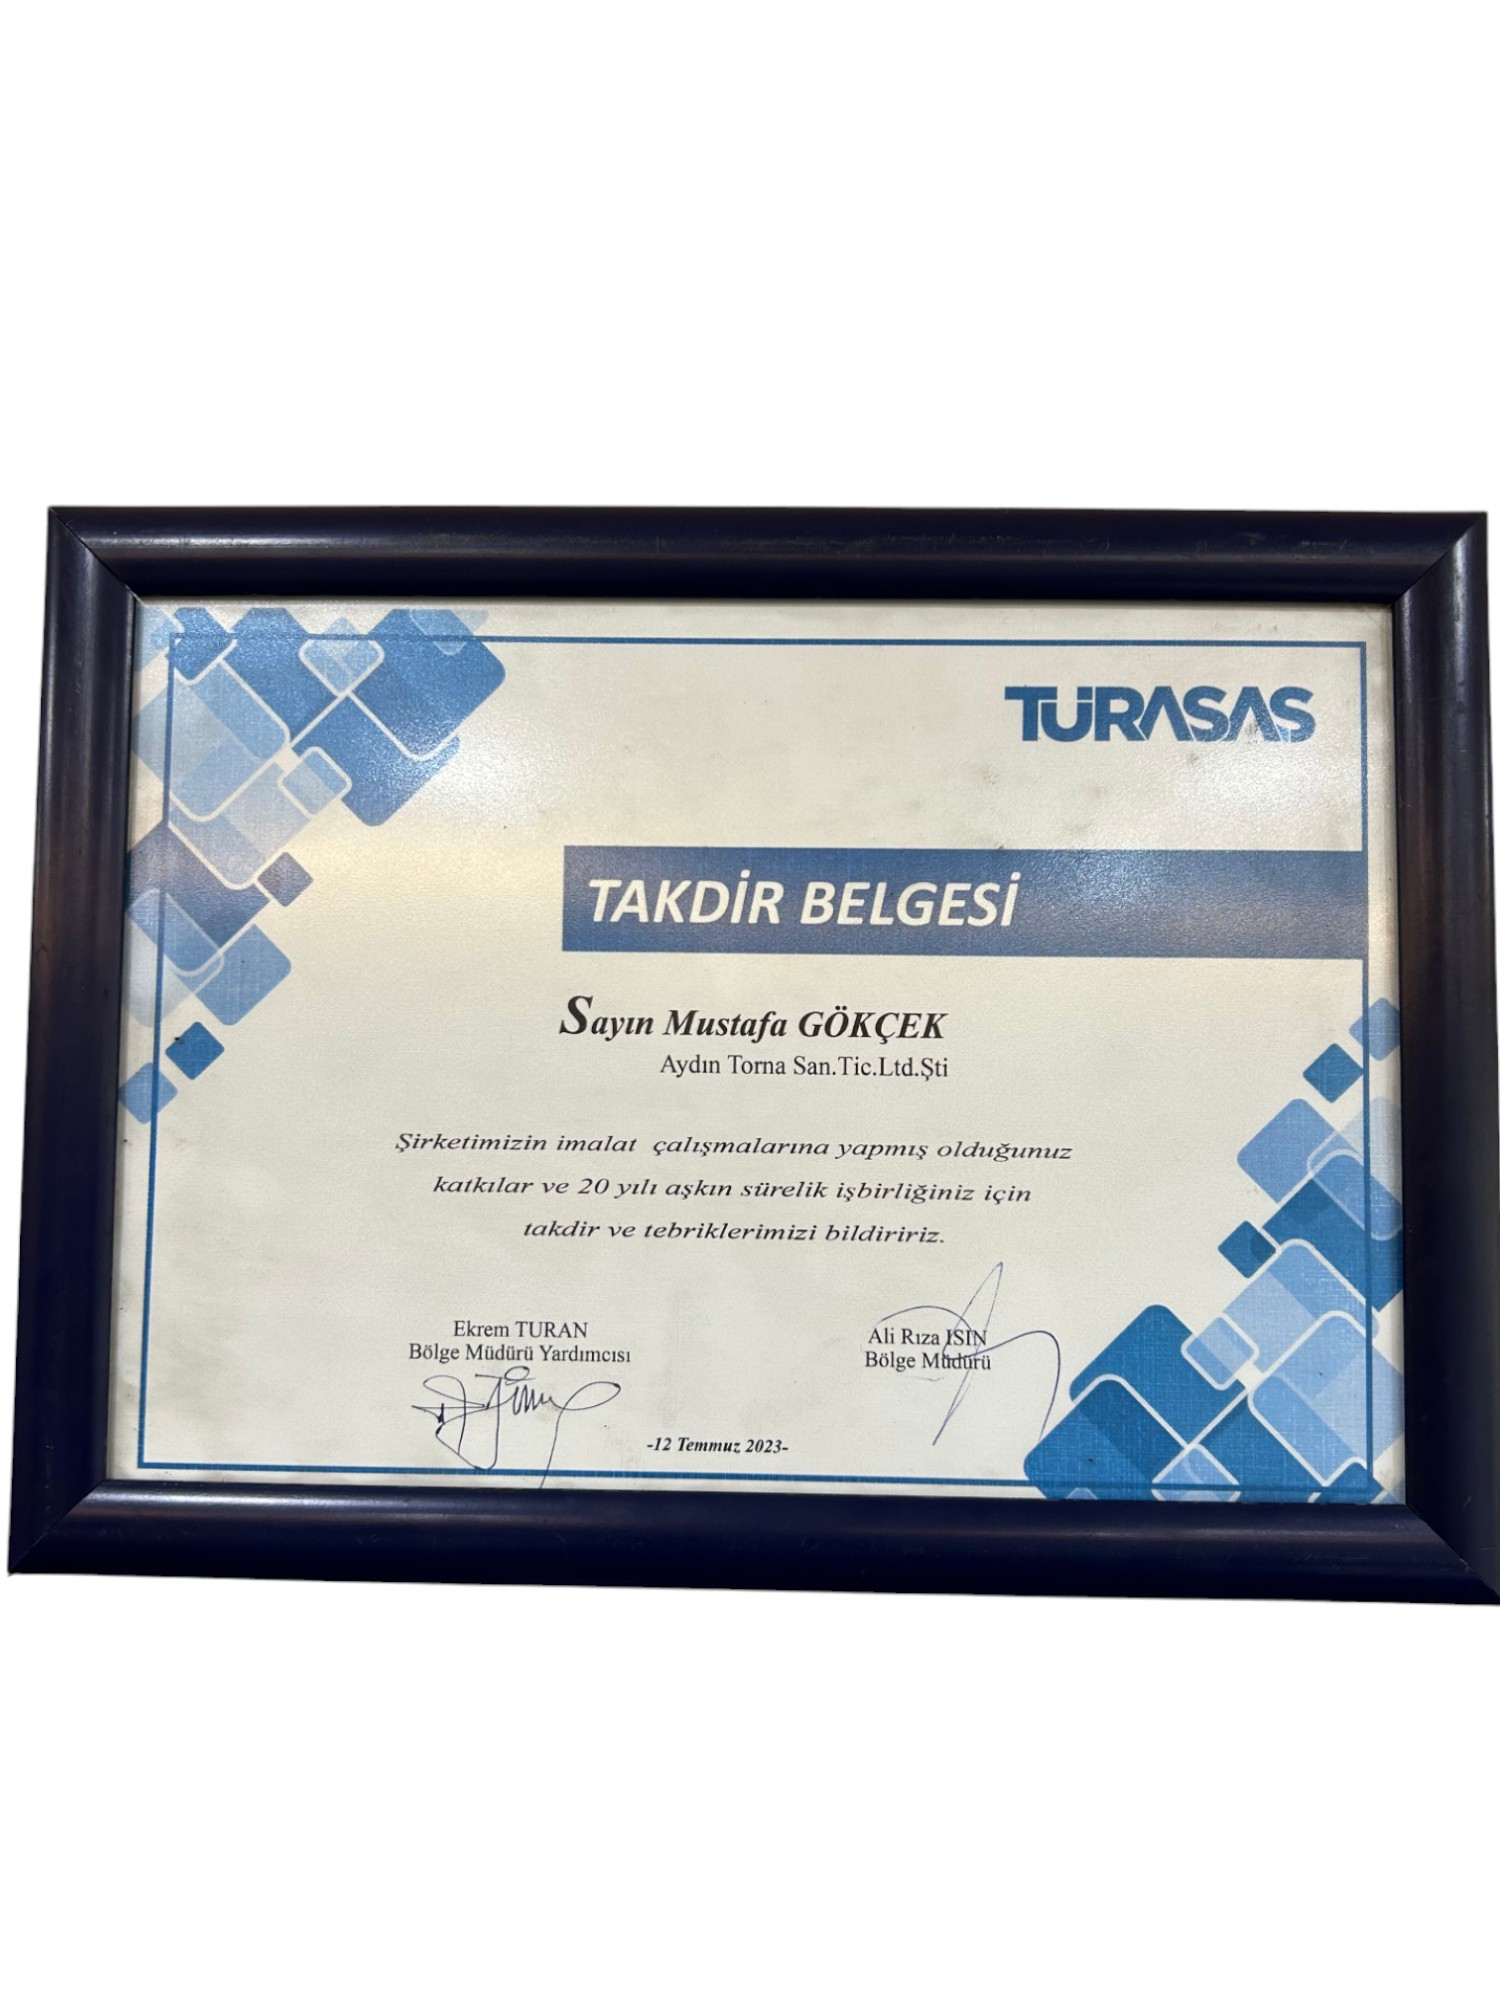 TÜRASAS
TAKDİR BELGESİ
Sayın Mustafa GÖKÇEK
Aydın Torna San.Tic.Ltd.Şti
Şirketimizin imalat çalışmalarına yapmış olduğunuz
katkılar ve 20 yılı aşkın sürelik işbirliğiniz için
takdir ve tebriklerimizi bildiririz.
Ekrem TURAN
Bölge Müdürü Yardımcısı
Ali Rıza ISIN
Bölge Müdürü
-12 Temmuz 2023-